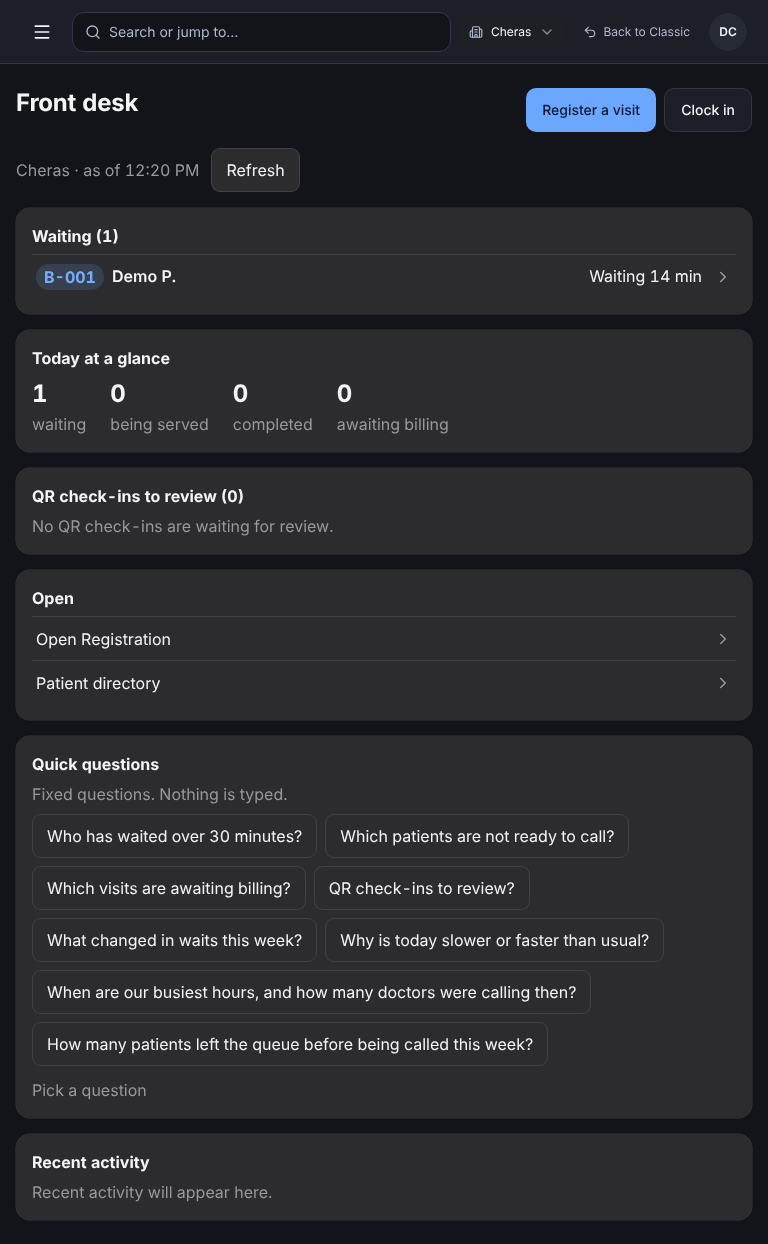 Search or jump to...
Cheras
Back to Classic
DC
Front desk
Register a visit
Clock in
Cheras · as of 12:20 PM
Refresh
Waiting (1)
B-001 Demo P.
Waiting 14 min
Today at a glance
1 0 0 0
waiting being served completed awaiting billing
QR check-ins to review (0)
No QR check-ins are waiting for review.
Open
Open Registration
Patient directory
Quick questions
Fixed questions. Nothing is typed.
Who has waited over 30 minutes? Which patients are not ready to call?
Which visits are awaiting billing? QR check-ins to review?
What changed in waits this week? Why is today slower or faster than usual?
When are our busiest hours, and how many doctors were calling then?
How many patients left the queue before being called this week?
Pick a question
Recent activity
Recent activity will appear here.